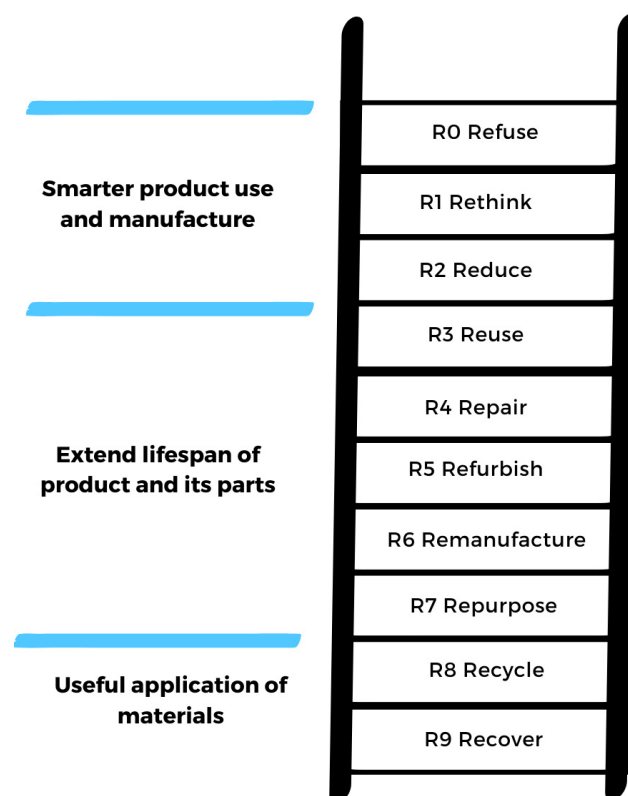 Smarter product use
and manufacture
R0 Refuse
R1 Rethink
R2 Reduce
Extend lifespan of
product and its parts
R3 Reuse
R4 Repair
R5 Refurbish
R6 Remanufacture
R7 Repurpose
Useful application of
materials
R8 Recycle
R9 Recover